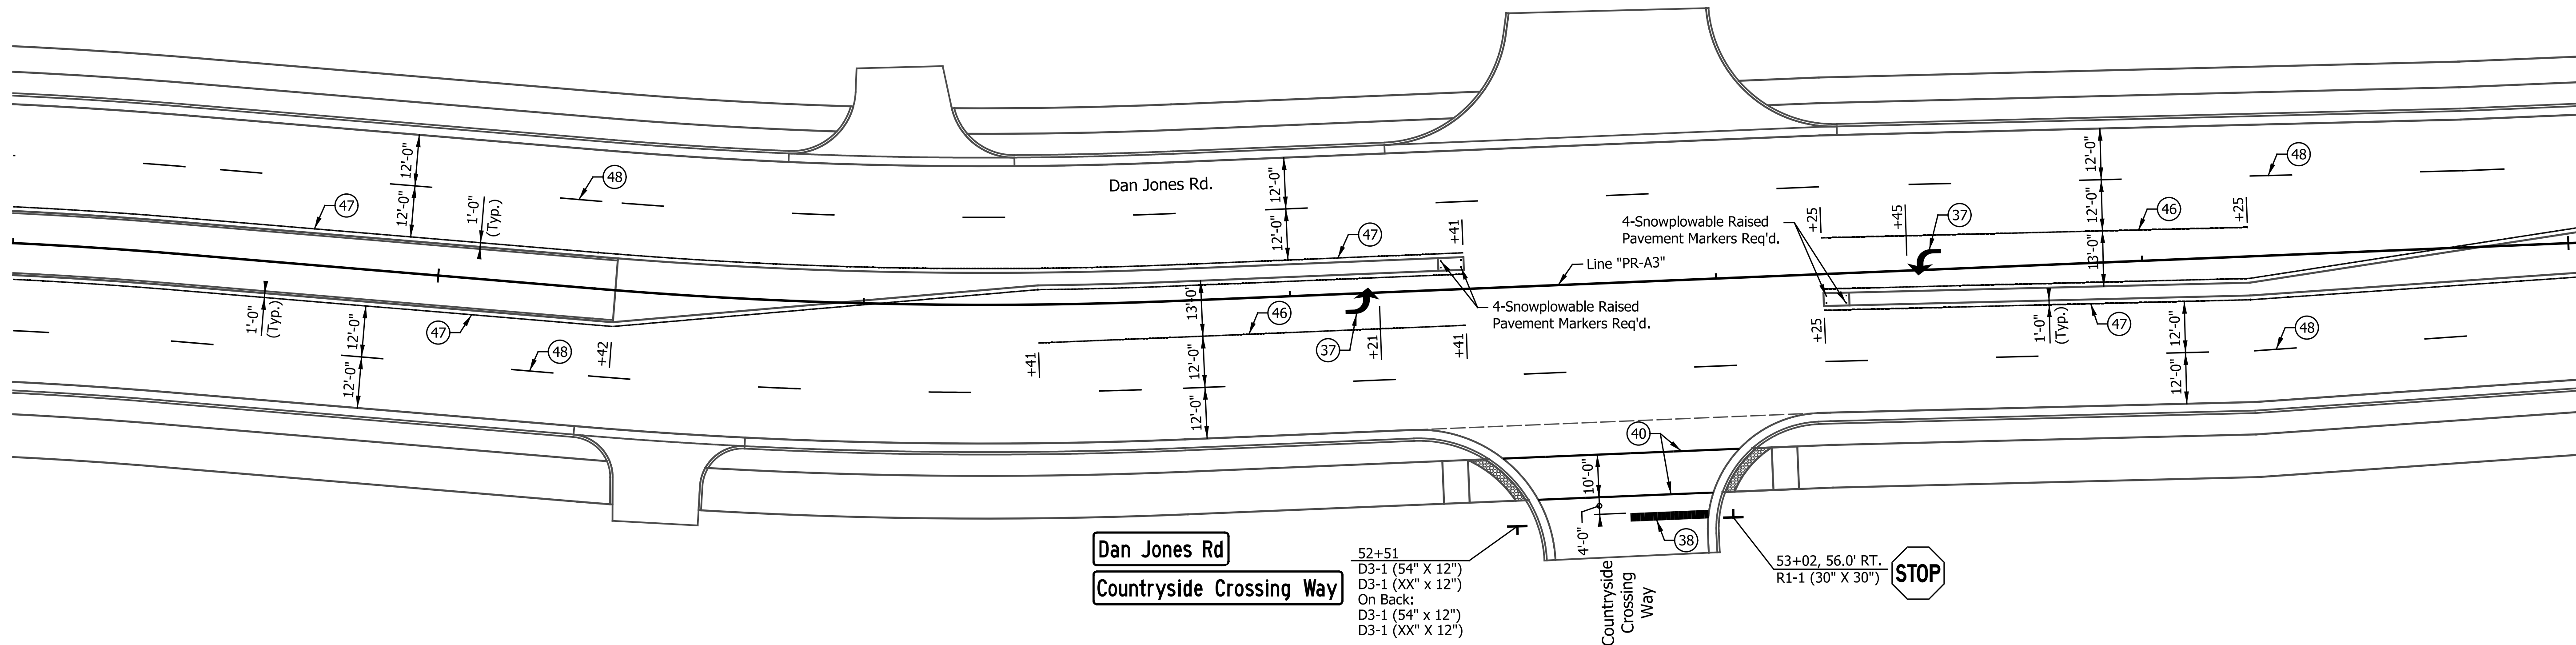 12'-0"
12'-0"
47
1'-0"
(Typ.)
48
Dan Jones Rd.
12'-0"
12'-0"
47
+41
4-Snowplowable Raised
Pavement Markers Req'd.
+25
+45
37
12'-0"
12'-0"
13'-0"
46
+25
48
Line "PR-A3"
1'-0"
(Typ.)
12'-0"
12'-0"
47
48
+42
+41
13'-0'
12'-0"
12'-0"
46
37
+21
+41
4-Snowplowable Raised
Pavement Markers Req'd.
+25
1'-0"
(Typ.)
47
12'-0"
12'-0"
48
40
10'-0"
4'-0"
38
Dan Jones Rd
Countryside Crossing Way
52+51
D3-1 (54" X 12")
D3-1 (XX" x 12")
On Back:
D3-1 (54" x 12")
D3-1 (XX" X 12")
Countryside
Crossing
Way
53+02, 56.0' RT.
R1-1 (30" X 30")
STOP